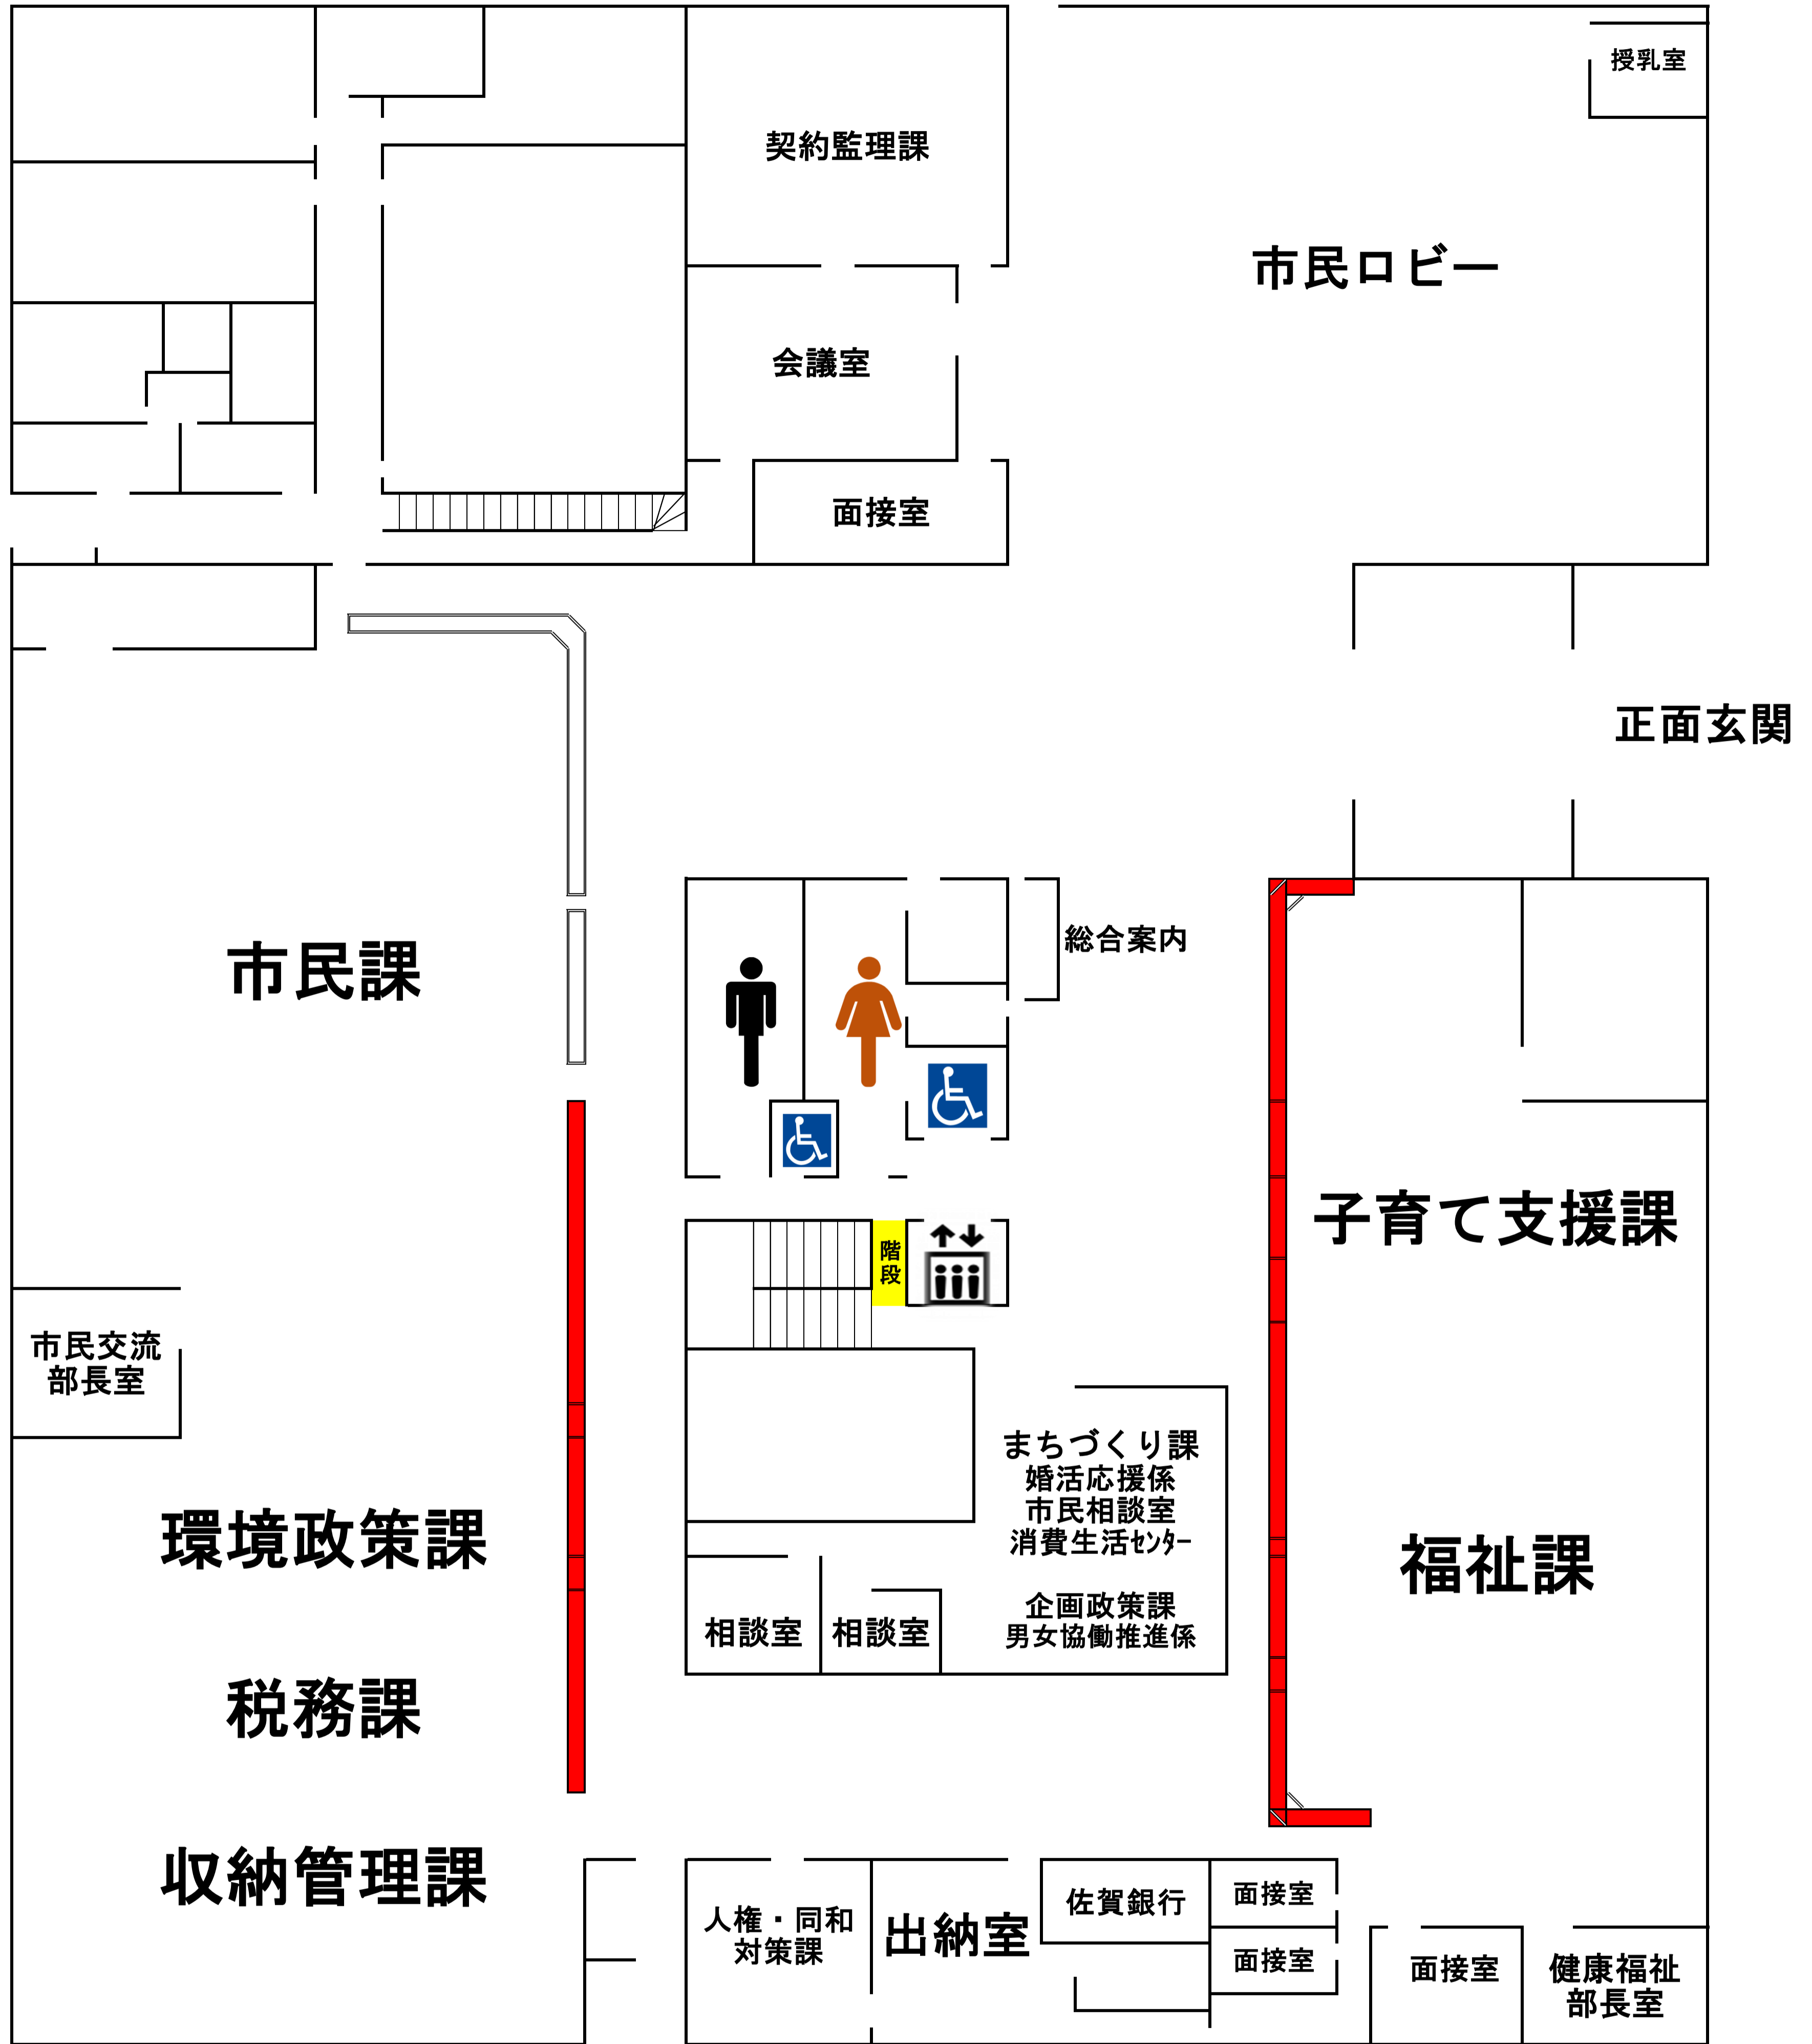 授乳室
契約監理課
市民ロビー
会議室
面接室
正面玄関
総合案内
市民課
子育て支援課
階
段
市民交流
部長室
まちづくり課
婚活応援係
市民相談室
消費生活ｾﾝﾀｰ
環境政策課
福祉課
企画政策課
男女協働推進係
相談室
相談室
税務課
収納管理課
人権・同和
対策課
出納室
佐賀銀行
面接室
面接室
面接室
健康福祉
部長室